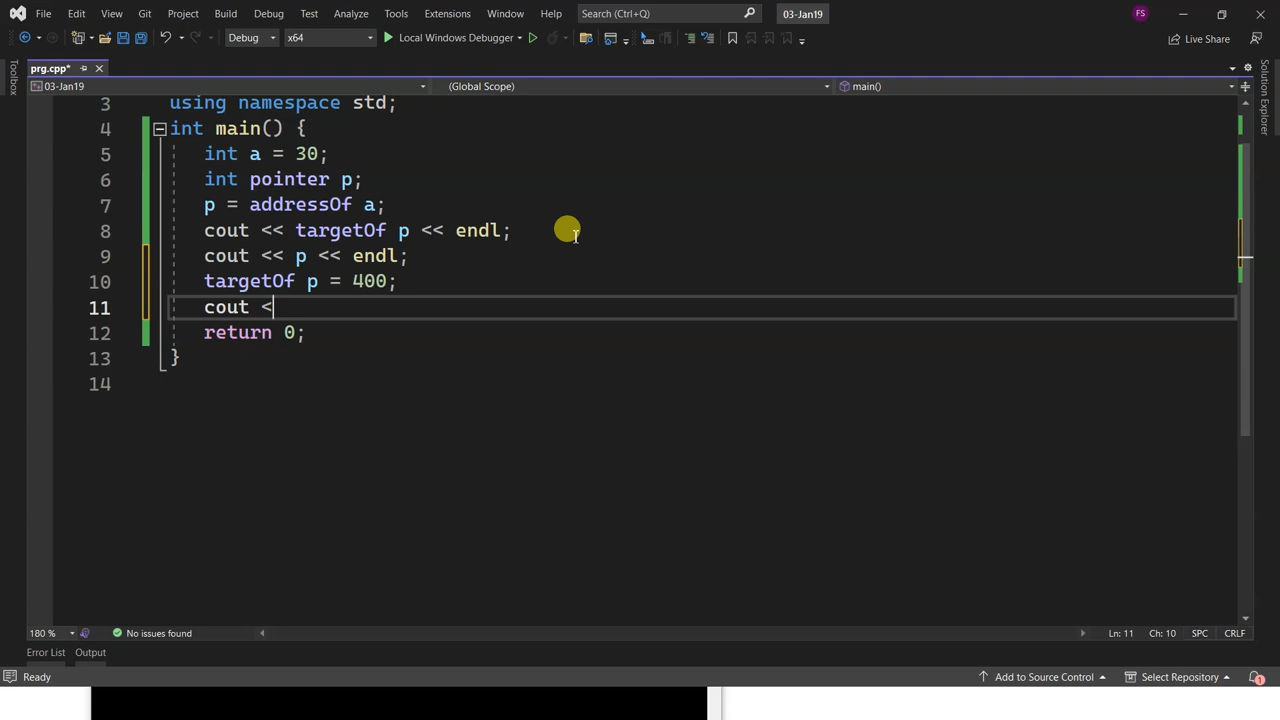 File Edit View Git Project Build Debug Test Analyze Tools Extensions Window Help Search (Ctrl+Q) 03-Jan19 FS
Debug x64 Local Windows Debugger Live Share
prg.cpp*
03-Jan19 (Global Scope) main()
Toolbox
Solution Explorer
3 using namespace std;
4 int main() {
5 int a = 30;
6 int pointer p;
7 p = addressOf a;
8 cout << targetOf p << endl;
9 cout << p << endl;
10 targetOf p = 400;
11 cout <
12 return 0;
13 }
14
180 % No issues found Ln: 11 Ch: 10 SPC CRLF
Error List Output
Ready Add to Source Control Select Repository 1